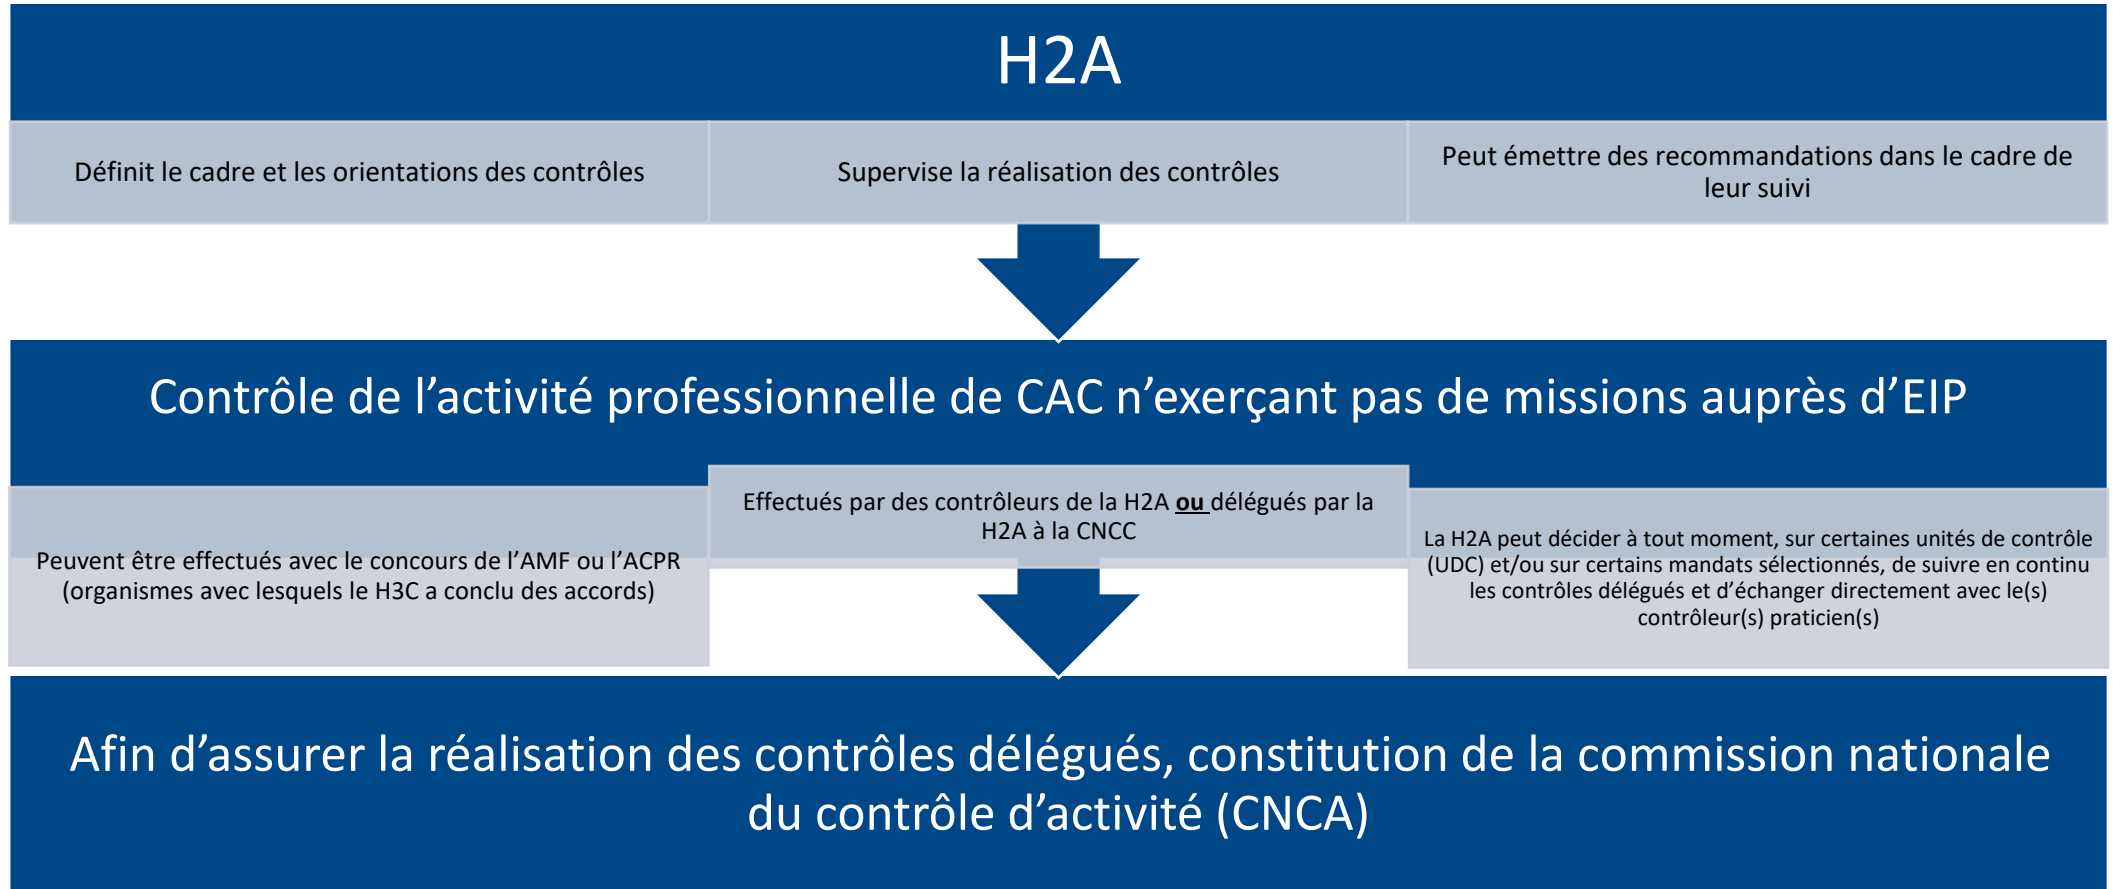 H2A
Définit le cadre et les orientations des contrôles
Supervise la réalisation des contrôles
Peut émettre des recommandations dans le cadre de
leur suivi
Contrôle de l’activité professionnelle de CAC n’exerçant pas de missions auprès d’EIP
Peuvent être effectués avec le concours de l’AMF ou l’ACPR
(organismes avec lesquels le H3C a conclu des accords)
Effectués par des contrôleurs de la H2A ou délégués par la
H2A à la CNCC
La H2A peut décider à tout moment, sur certaines unités de contrôle
(UDC) et/ou sur certains mandats sélectionnés, de suivre en continu
les contrôles délégués et d’échanger directement avec le(s)
contrôleur(s) praticien(s)
Afin d’assurer la réalisation des contrôles délégués, constitution de la commission nationale
du contrôle d’activité (CNCA)